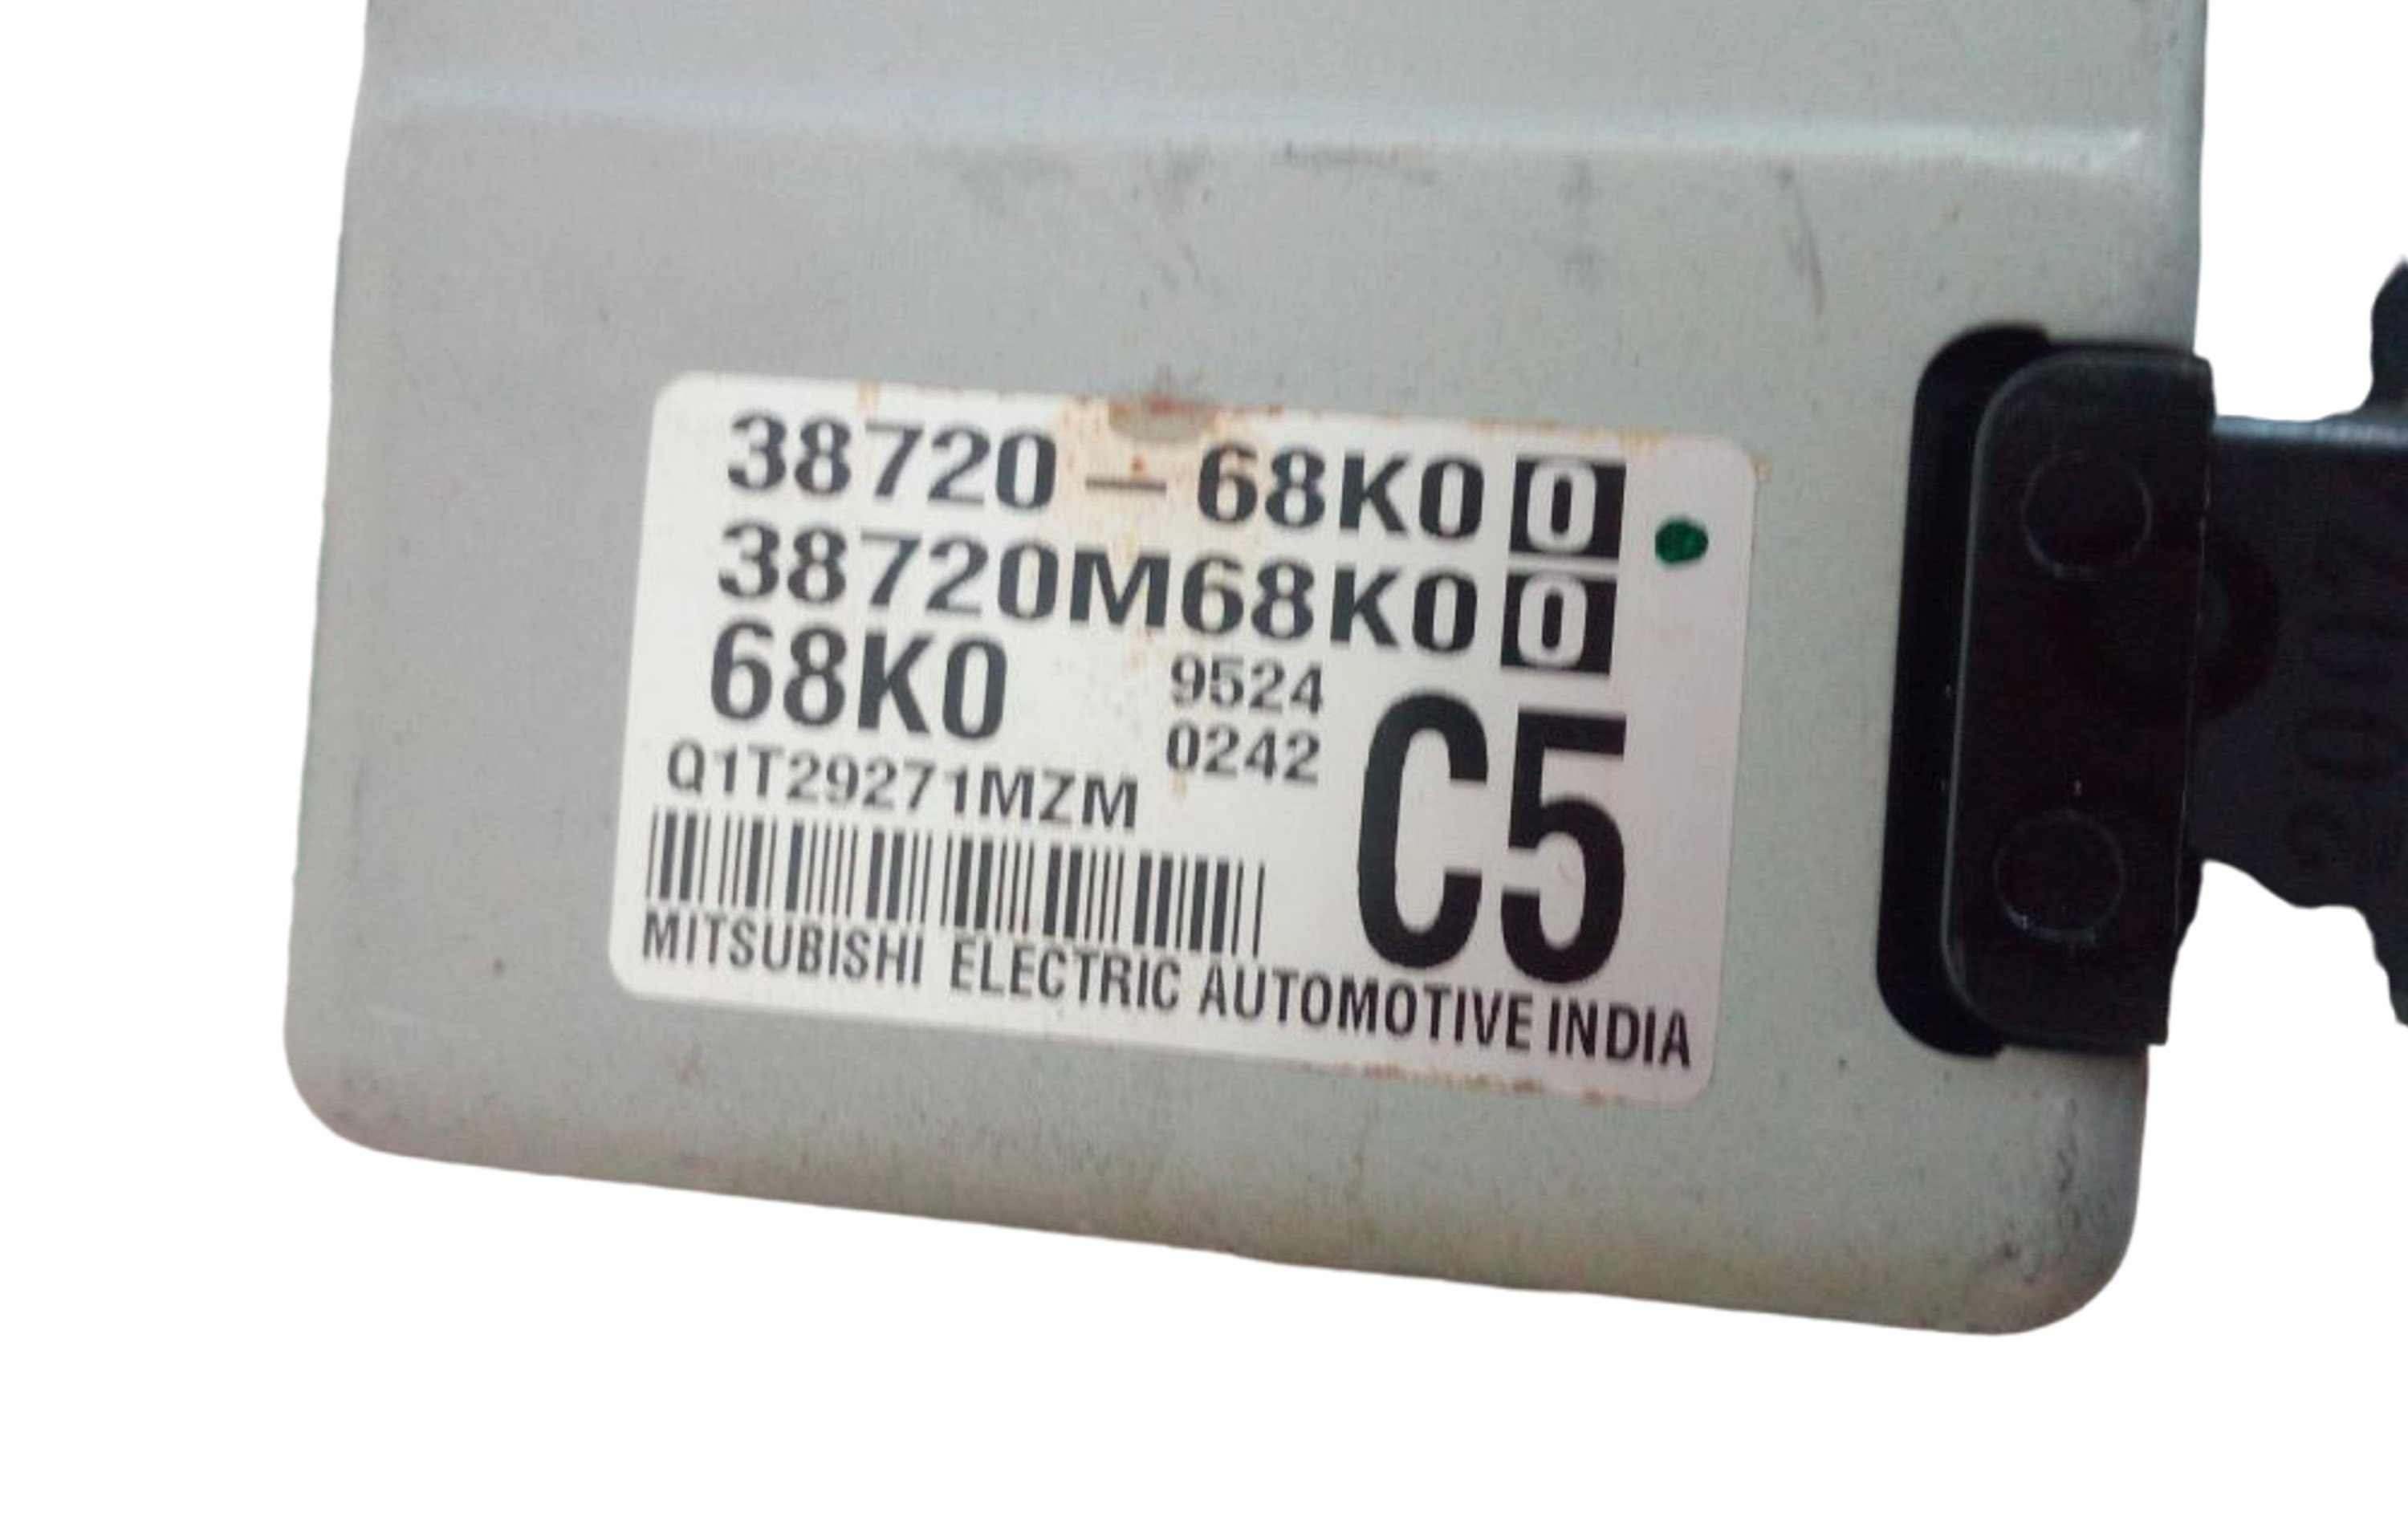 38720-68K00
38720M68K00
68K0 9524
0242 C5
Q1T29271MZM
MITSUBISHI ELECTRIC AUTOMOTIVE INDIA